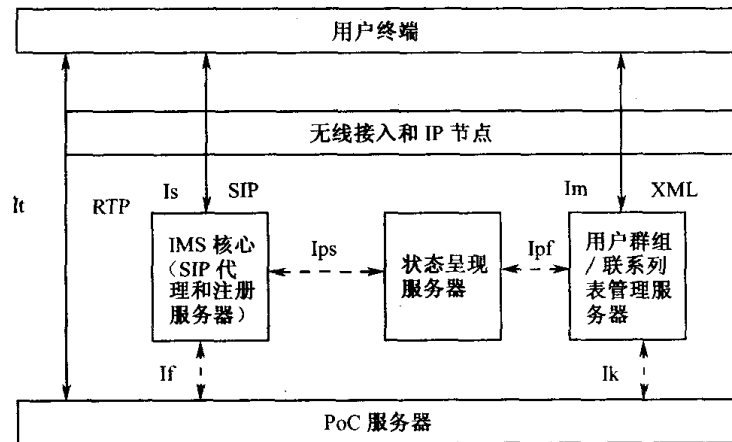 用户终端
无线接入和 IP 节点
It
RTP
Is
SIP
Im
XML
IMS 核心
（SIP 代
理和注册
服务器）
Ips
状态呈现
服务器
Ipf
用户群组
/ 联系列
表管理服
务器
If
Ik
PoC 服务器